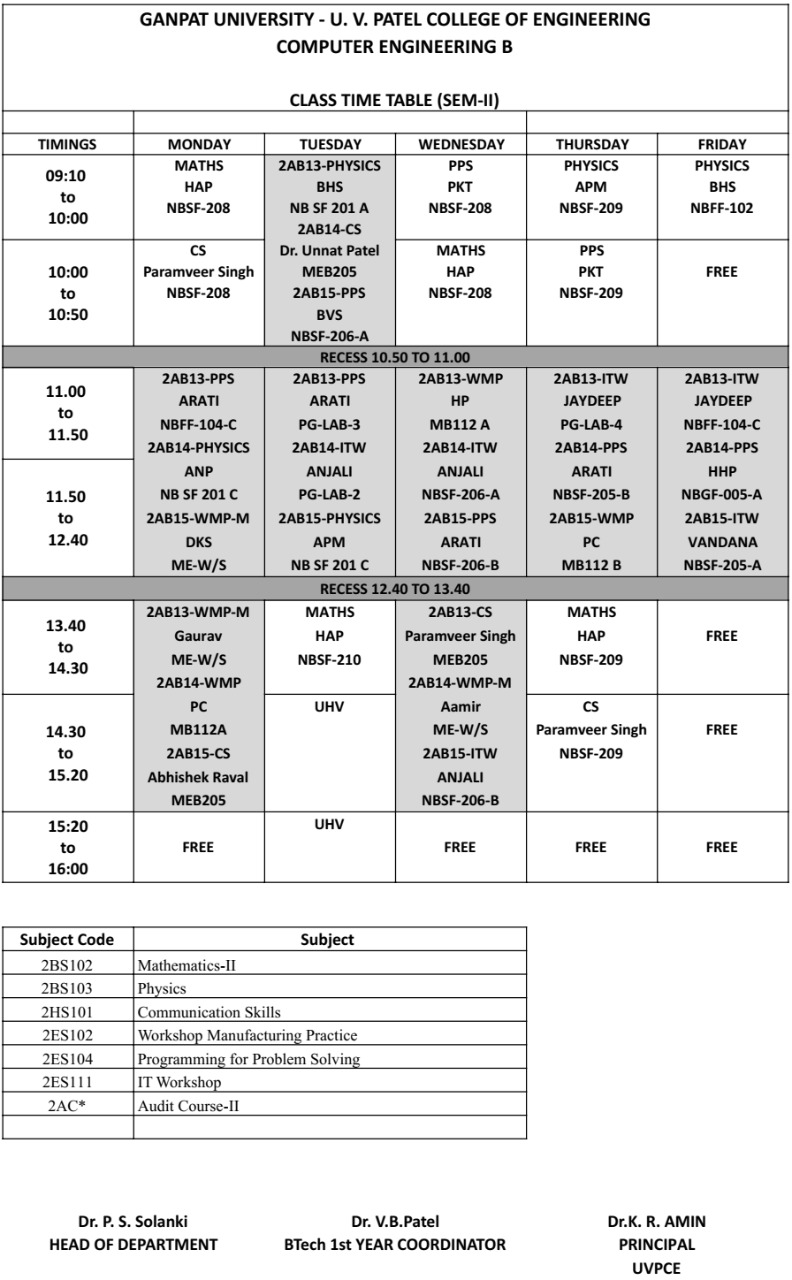 GANPAT UNIVERSITY - U. V. PATEL COLLEGE OF ENGINEERING
COMPUTER ENGINEERING B
CLASS TIME TABLE (SEM-II)
TIMINGS MONDAY TUESDAY WEDNESDAY THURSDAY FRIDAY
09:10
to
10:00
MATHS
HAP
NBSF-208
2AB13-PHYSICS
BHS
NB SF 201 A
2AB14-CS
Dr. Unnat Patel
MEB205
2AB15-PPS
BVS
NBSF-206-A
PPS
PKT
NBSF-208
PHYSICS
APM
NBSF-209
PHYSICS
BHS
NBFF-102
10:00
to
10:50
CS
Paramveer Singh
NBSF-208
MATHS
HAP
NBSF-208
PPS
PKT
NBSF-209
FREE
RECESS 10.50 TO 11.00
11.00
to
11.50
11.50
to
12.40
2AB13-PPS
ARATI
NBFF-104-C
2AB14-PHYSICS
ANP
NB SF 201 C
2AB15-WMP-M
DKS
ME-W/S
2AB13-PPS
ARATI
PG-LAB-3
2AB14-ITW
ANJALI
PG-LAB-2
2AB15-PHYSICS
APM
NB SF 201 C
2AB13-WMP
HP
MB112 A
2AB14-ITW
ANJALI
NBSF-206-A
2AB15-PPS
ARATI
NBSF-206-B
2AB13-ITW
JAYDEEP
PG-LAB-4
2AB14-PPS
ARATI
NBSF-205-B
2AB15-WMP
PC
MB112 B
2AB13-ITW
JAYDEEP
NBFF-104-C
2AB14-PPS
HHP
NBGF-005-A
2AB15-ITW
VANDANA
NBSF-205-A
RECESS 12.40 TO 13.40
13.40
to
14.30
2AB13-WMP-M
Gaurav
ME-W/S
2AB14-WMP
PC
MB112A
2AB15-CS
Abhishek Raval
MEB205
MATHS
HAP
NBSF-210
2AB13-CS
Paramveer Singh
MEB205
2AB14-WMP-M
Aamir
ME-W/S
2AB15-ITW
ANJALI
NBSF-206-B
MATHS
HAP
NBSF-209
FREE
14.30
to
15.20
UHV
CS
Paramveer Singh
NBSF-209
FREE
15:20
to
16:00
FREE
UHV
FREE
FREE
FREE
Subject Code Subject
2BS102 Mathematics-II
2BS103 Physics
2HS101 Communication Skills
2ES102 Workshop Manufacturing Practice
2ES104 Programming for Problem Solving
2ES111 IT Workshop
2AC* Audit Course-II
Dr. P. S. Solanki
HEAD OF DEPARTMENT
Dr. V.B.Patel
BTech 1st YEAR COORDINATOR
Dr.K. R. AMIN
PRINCIPAL
UVPCE